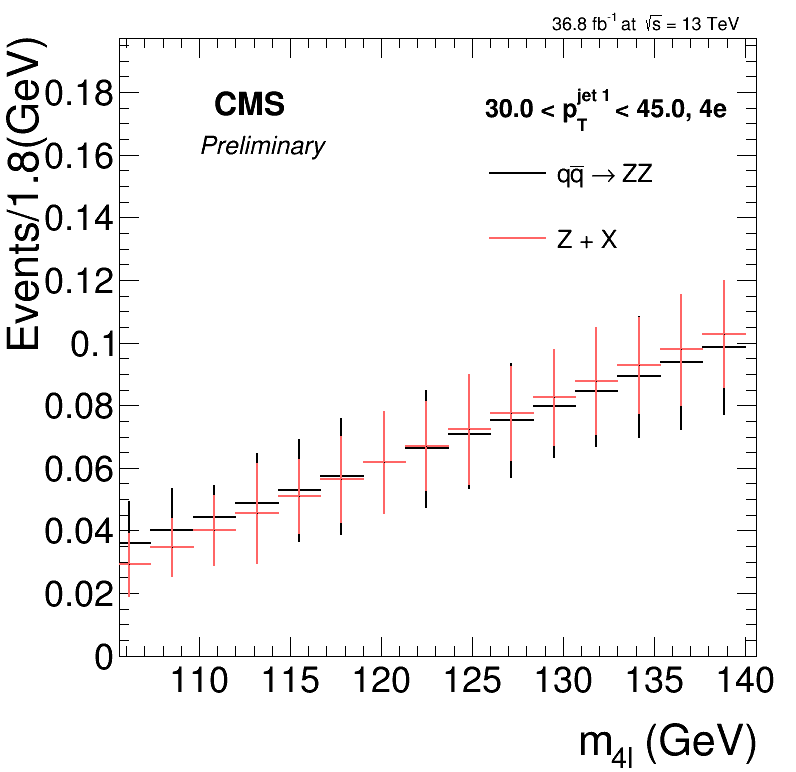 36.8 fb⁻¹ at √s = 13 TeV
CMS
Preliminary
30.0 < p_T^{jet 1} < 45.0, 4e
qq̅ → ZZ
Z + X
Events/1.8(GeV)
0.18
0.16
0.14
0.12
0.1
0.08
0.06
0.04
0.02
0
110 115 120 125 130 135 140
m_{4l} (GeV)